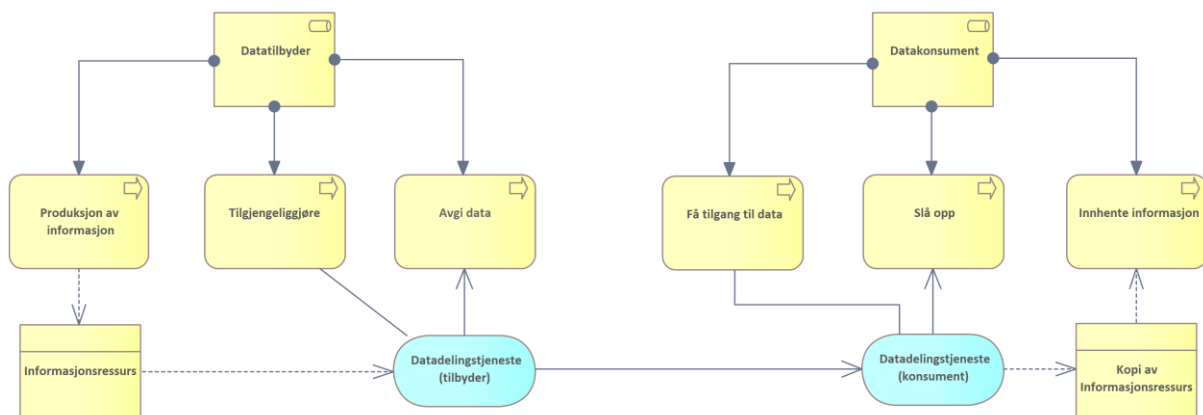 Datatilbyder
Datakonsument
Produksjon av
informasjon
Tilgjengeliggjøre
Avgi data
Få tilgang til data
Slå opp
Innhente informasjon
Informasjonsressurs
Datadelingstjeneste
(tilbyder)
Datadelingstjeneste
(konsument)
Kopi av
Informasjonsressurs